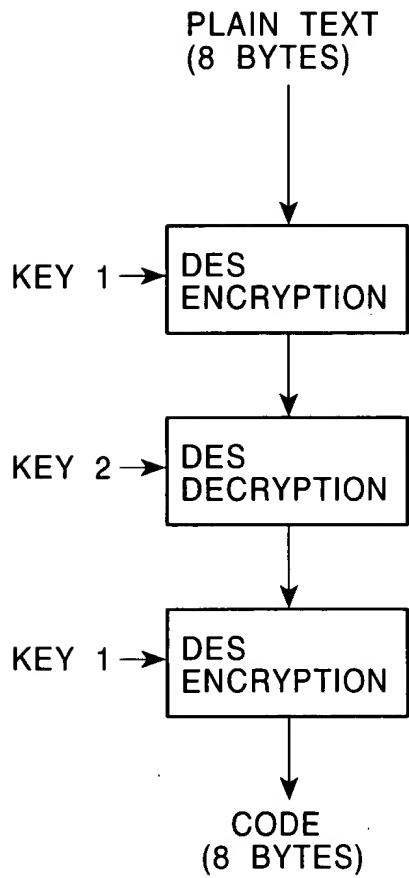 PLAIN TEXT
(8 BYTES)
KEY 1
DES
ENCRYPTION
KEY 2
DES
DECRYPTION
KEY 1
DES
ENCRYPTION
CODE
(8 BYTES)